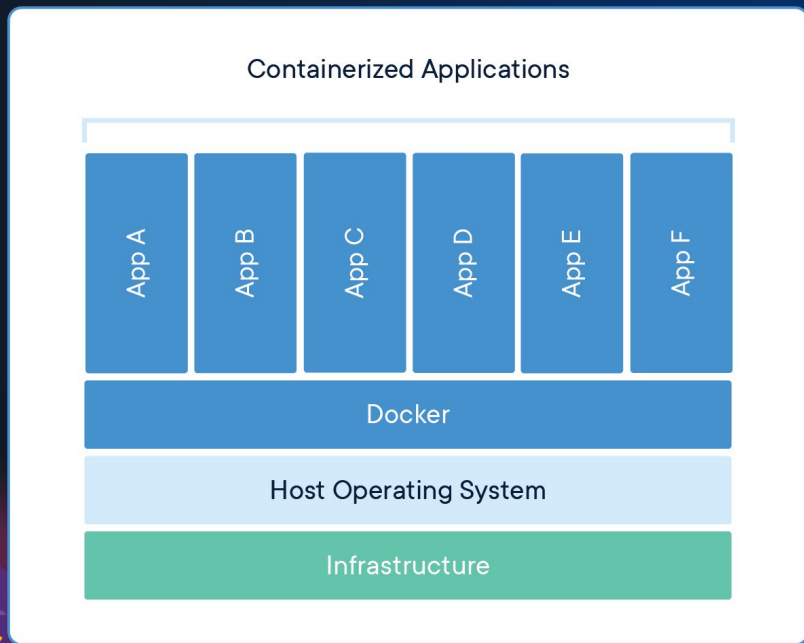 Containerized Applications
App A
App B
App C
App D
App E
App F
Docker
Host Operating System
Infrastructure